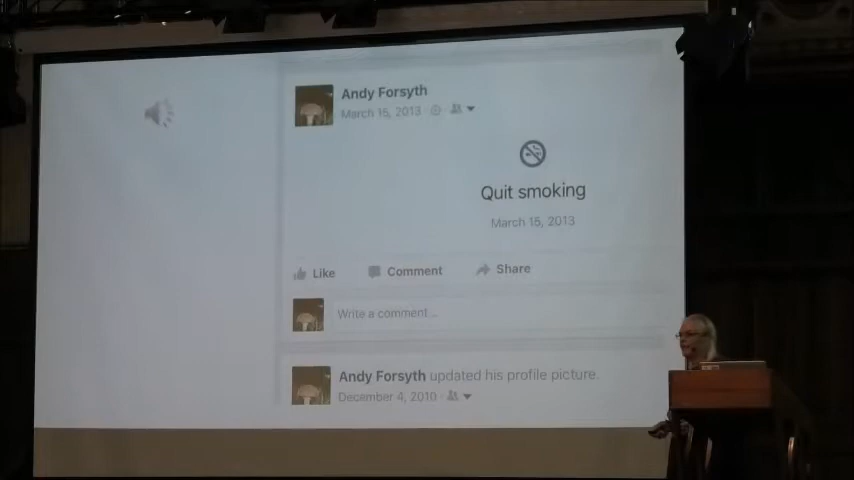 Andy Forsyth
March 15, 2013
Quit smoking
March 15, 2013
Like Comment Share
Write a comment...
Andy Forsyth updated his profile picture.
December 4, 2010